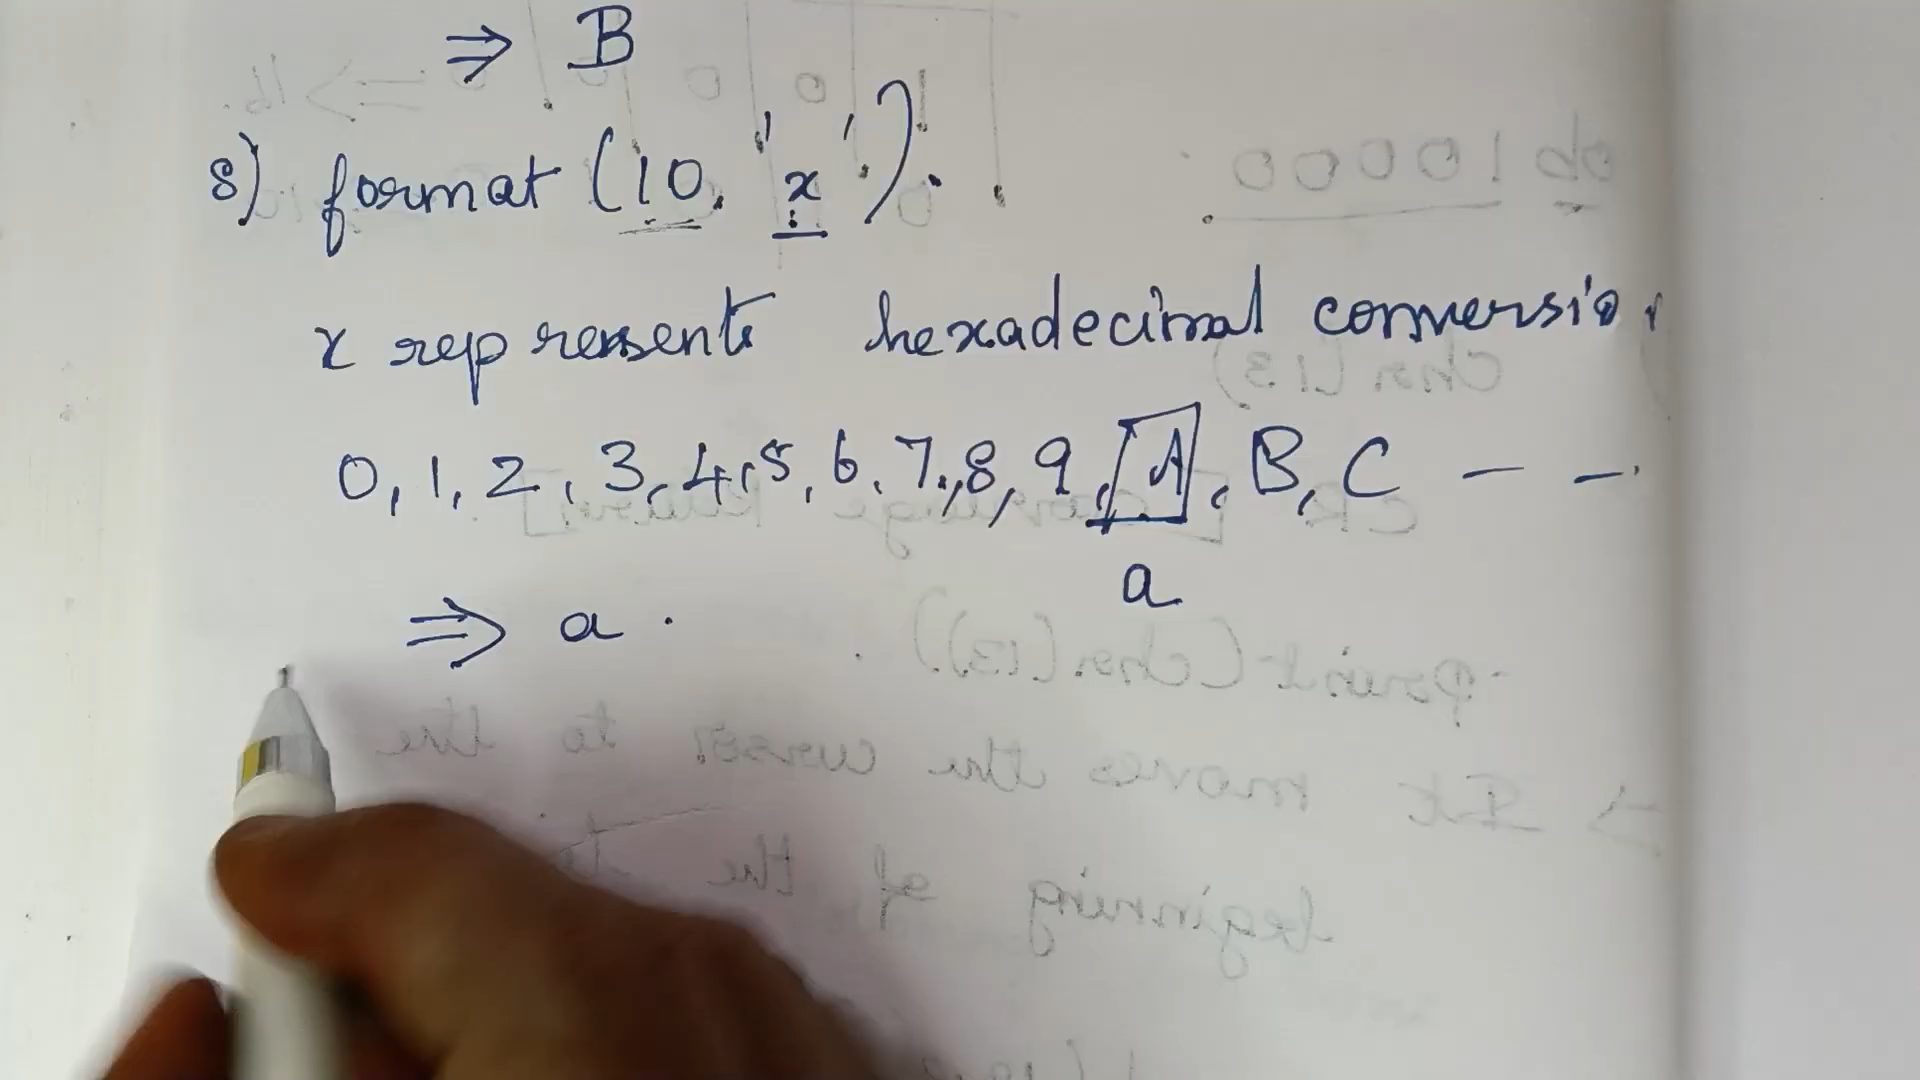 ⇒ B
8) format (10, 'x').
x represents hexadecimal conversion
0, 1, 2, 3, 4, 5, 6, 7, 8, 9, A, B, C - -
a
⇒ a.